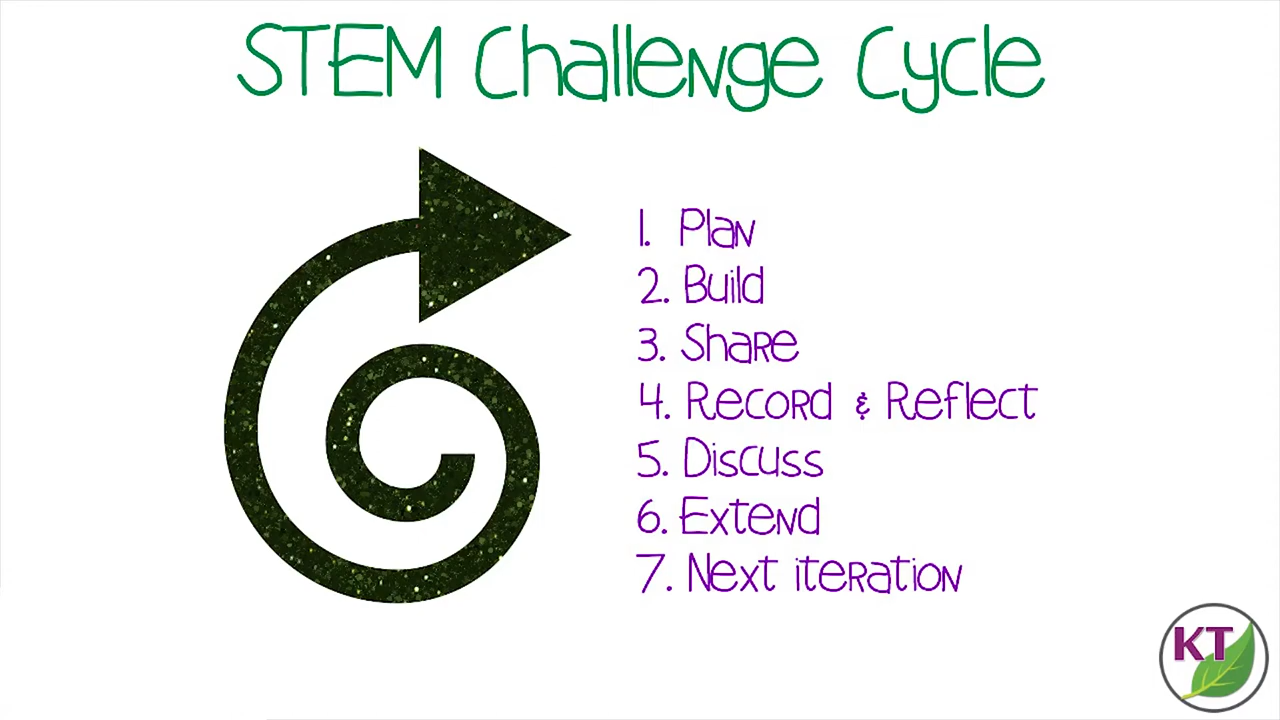 STEM Challenge Cycle
1. Plan
2. Build
3. Share
4. Record & Reflect
5. Discuss
6. Extend
7. Next iteration
KT